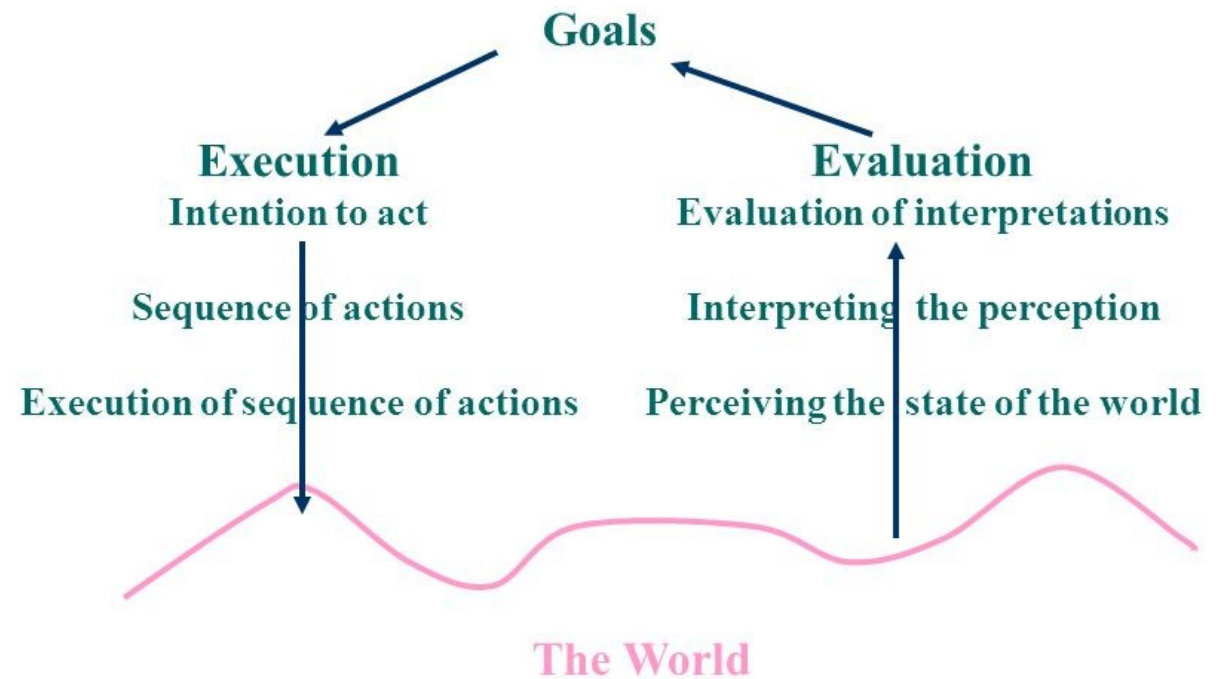 Goals
Execution
Intention to act
Sequence of actions
Execution of sequence of actions
Evaluation
Evaluation of interpretations
Interpreting the perception
Perceiving the state of the world
The World